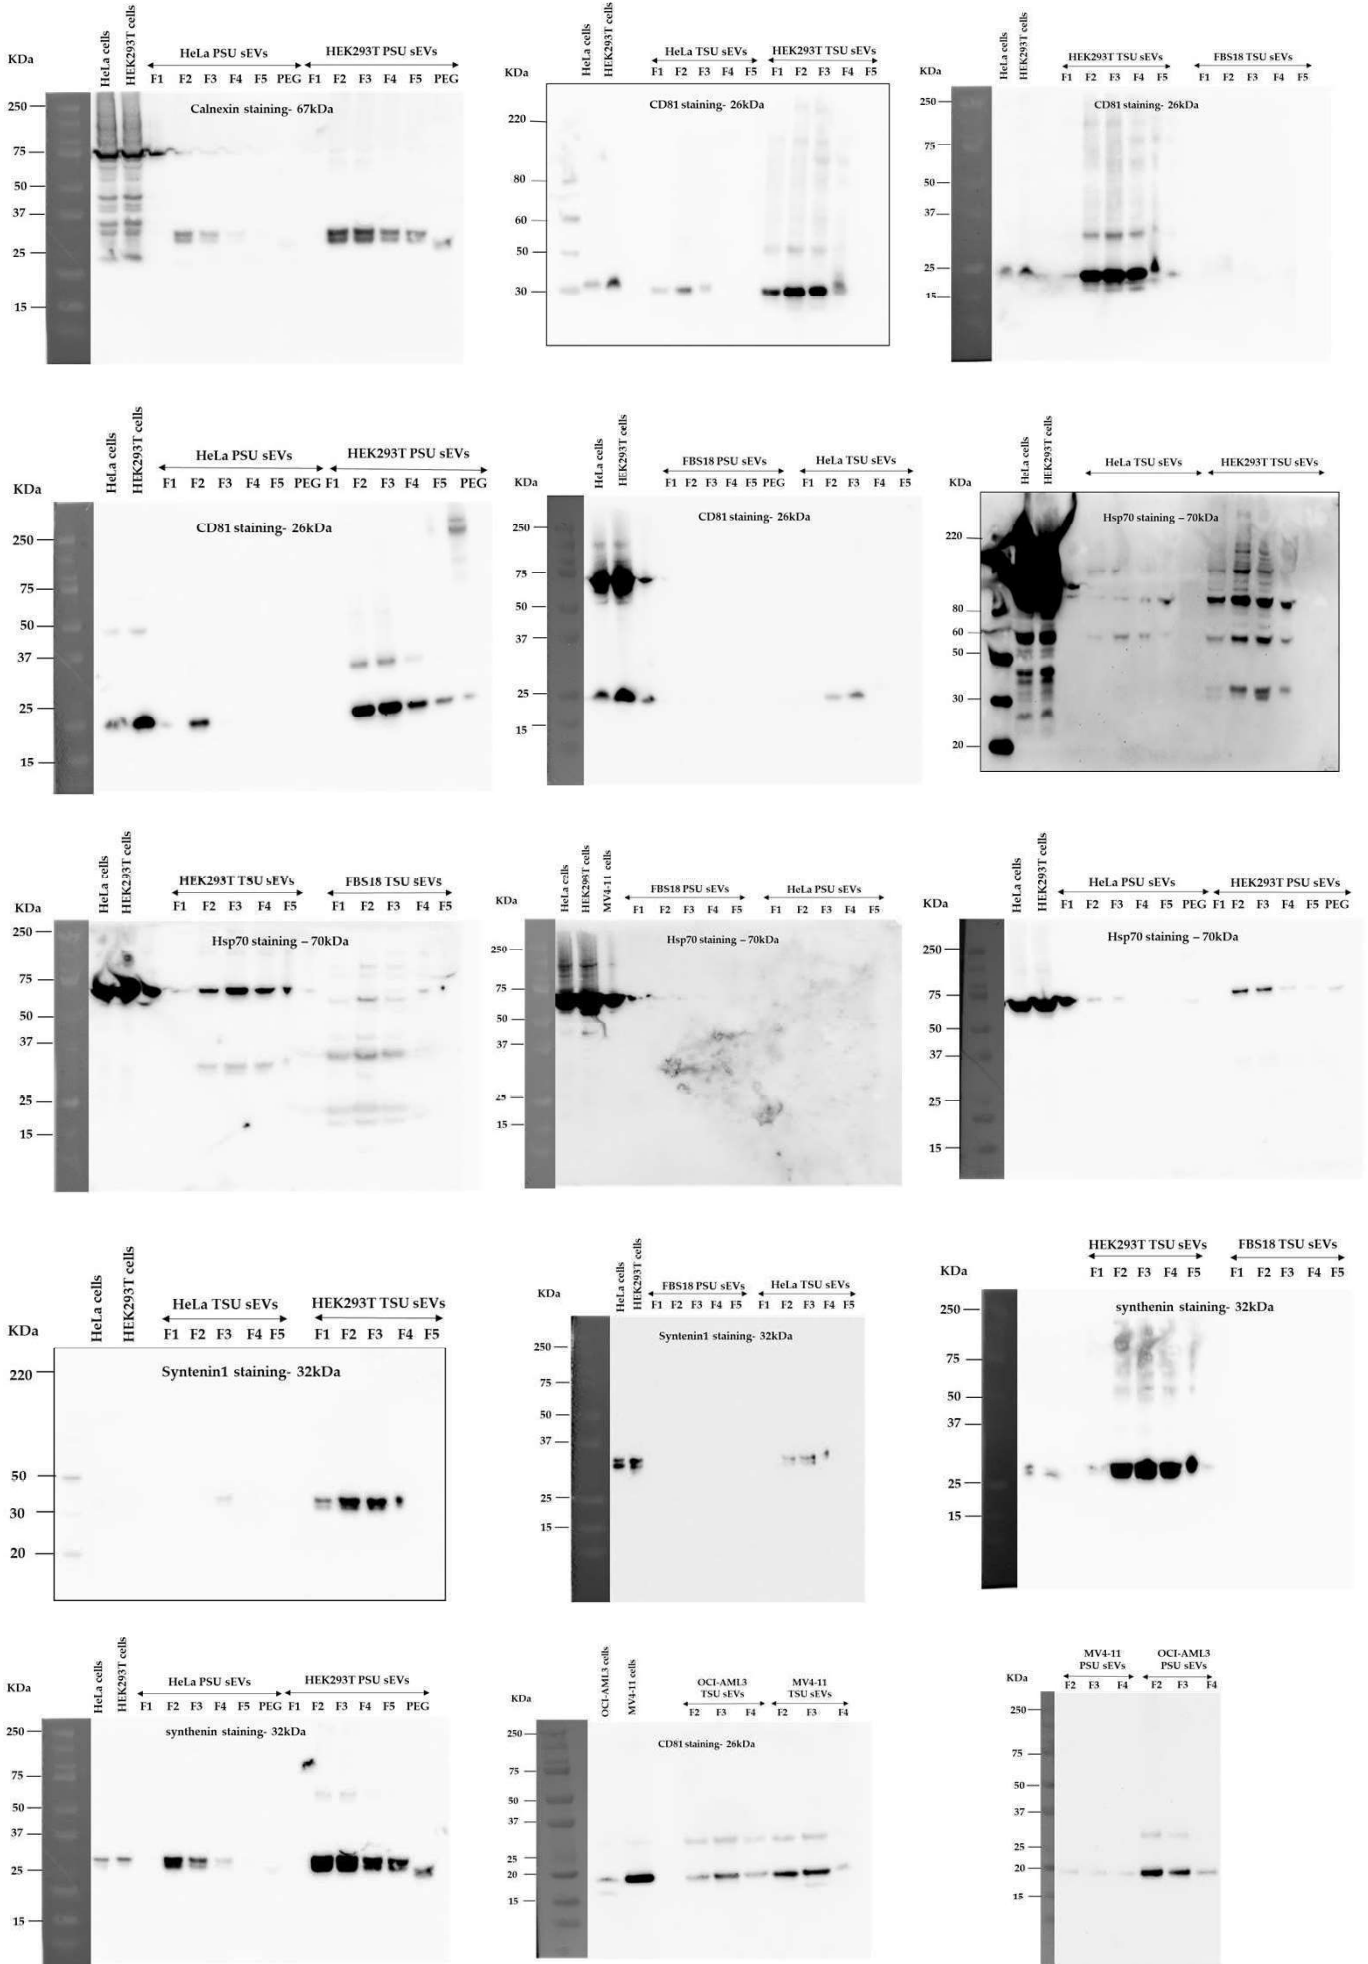 HeLa cells
HEK293T cells
HeLa PSU sEVs
HEK293T PSU sEVs
KDa
F1 F2 F3 F4 F5 PEG F1 F2 F3 F4 F5 PEG
Calnexin staining- 67kDa
250
75
50
37
25
15
HeLa cells
HEK293T cells
HeLa TSU sEVs
HEK293T TSU sEVs
KDa
F1 F2 F3 F4 F5
F1 F2 F3 F4 F5
CD81 staining- 26kDa
220
80
60
50
30
HeLa cells
HEK293T cells
HEK293T TSU sEVs
FBS18 TSU sEVs
KDa
F1 F2 F3 F4 F5
F1 F2 F3 F4 F5
CD81 staining- 26kDa
250
75
50
37
25
15
HeLa cells
HEK293T cells
HeLa PSU sEVs
HEK293T PSU sEVs
KDa
F1 F2 F3 F4 F5 PEG F1 F2 F3 F4 F5 PEG
CD81 staining- 26kDa
250
75
50
37
25
15
HeLa cells
HEK293T cells
FBS18 PSU sEVs
HeLa TSU sEVs
KDa
F1 F2 F3 F4 F5 PEG F1 F2 F3 F4 F5
CD81 staining- 26kDa
250
75
50
37
25
15
HeLa cells
HEK293T cells
HeLa TSU sEVs
HEK293T TSU sEVs
KDa
F1 F2 F3 F4 F5
F1 F2 F3 F4 F5
Hsp70 staining – 70kDa
220
80
60
50
30
20
HeLa cells
HEK293T cells
HEK293T TSU sEVs
FBS18 TSU sEVs
KDa
F1 F2 F3 F4 F5
F1 F2 F3 F4 F5
Hsp70 staining – 70kDa
250
75
50
37
25
15
HeLa cells
HEK293T cells
MV4-11 cells
FBS18 PSU sEVs
HeLa PSU sEVs
KDa
F1 F2 F3 F4 F5
F1 F2 F3 F4 F5
Hsp70 staining – 70kDa
250
75
50
37
25
15
HeLa cells
HEK293T cells
HeLa PSU sEVs
HEK293T PSU sEVs
KDa
F1 F2 F3 F4 F5 PEG F1 F2 F3 F4 F5 PEG
Hsp70 staining – 70kDa
250
75
50
37
25
15
HeLa cells
HEK293T cells
HeLa TSU sEVs
HEK293T TSU sEVs
KDa
F1 F2 F3 F4 F5
F1 F2 F3 F4 F5
Syntenin1 staining- 32kDa
220
50
30
20
HeLa cells
HEK293T cells
FBS18 PSU sEVs
HeLa TSU sEVs
KDa
F1 F2 F3 F4 F5
F1 F2 F3 F4 F5
Syntenin1 staining- 32kDa
250
75
50
37
25
15
HEK293T TSU sEVs
FBS18 TSU sEVs
KDa
F1 F2 F3 F4 F5
F1 F2 F3 F4 F5
synthenin staining- 32kDa
250
75
50
37
25
15
HeLa cells
HEK293T cells
HeLa PSU sEVs
HEK293T PSU sEVs
KDa
F1 F2 F3 F4 F5 PEG F1 F2 F3 F4 F5 PEG
synthenin staining- 32kDa
250
75
50
37
25
15
OCI-AML3 cells
MV4-11 cells
OCI-AML3
TSU sEVs
MV4-11
TSU sEVs
KDa
F2 F3 F4 F2 F3 F4
CD81 staining- 26kDa
250
75
50
37
25
20
15
MV4-11
PSU sEVs
OCI-AML3
PSU sEVs
KDa
F2 F3 F4 F2 F3 F4
250
75
50
37
25
20
15